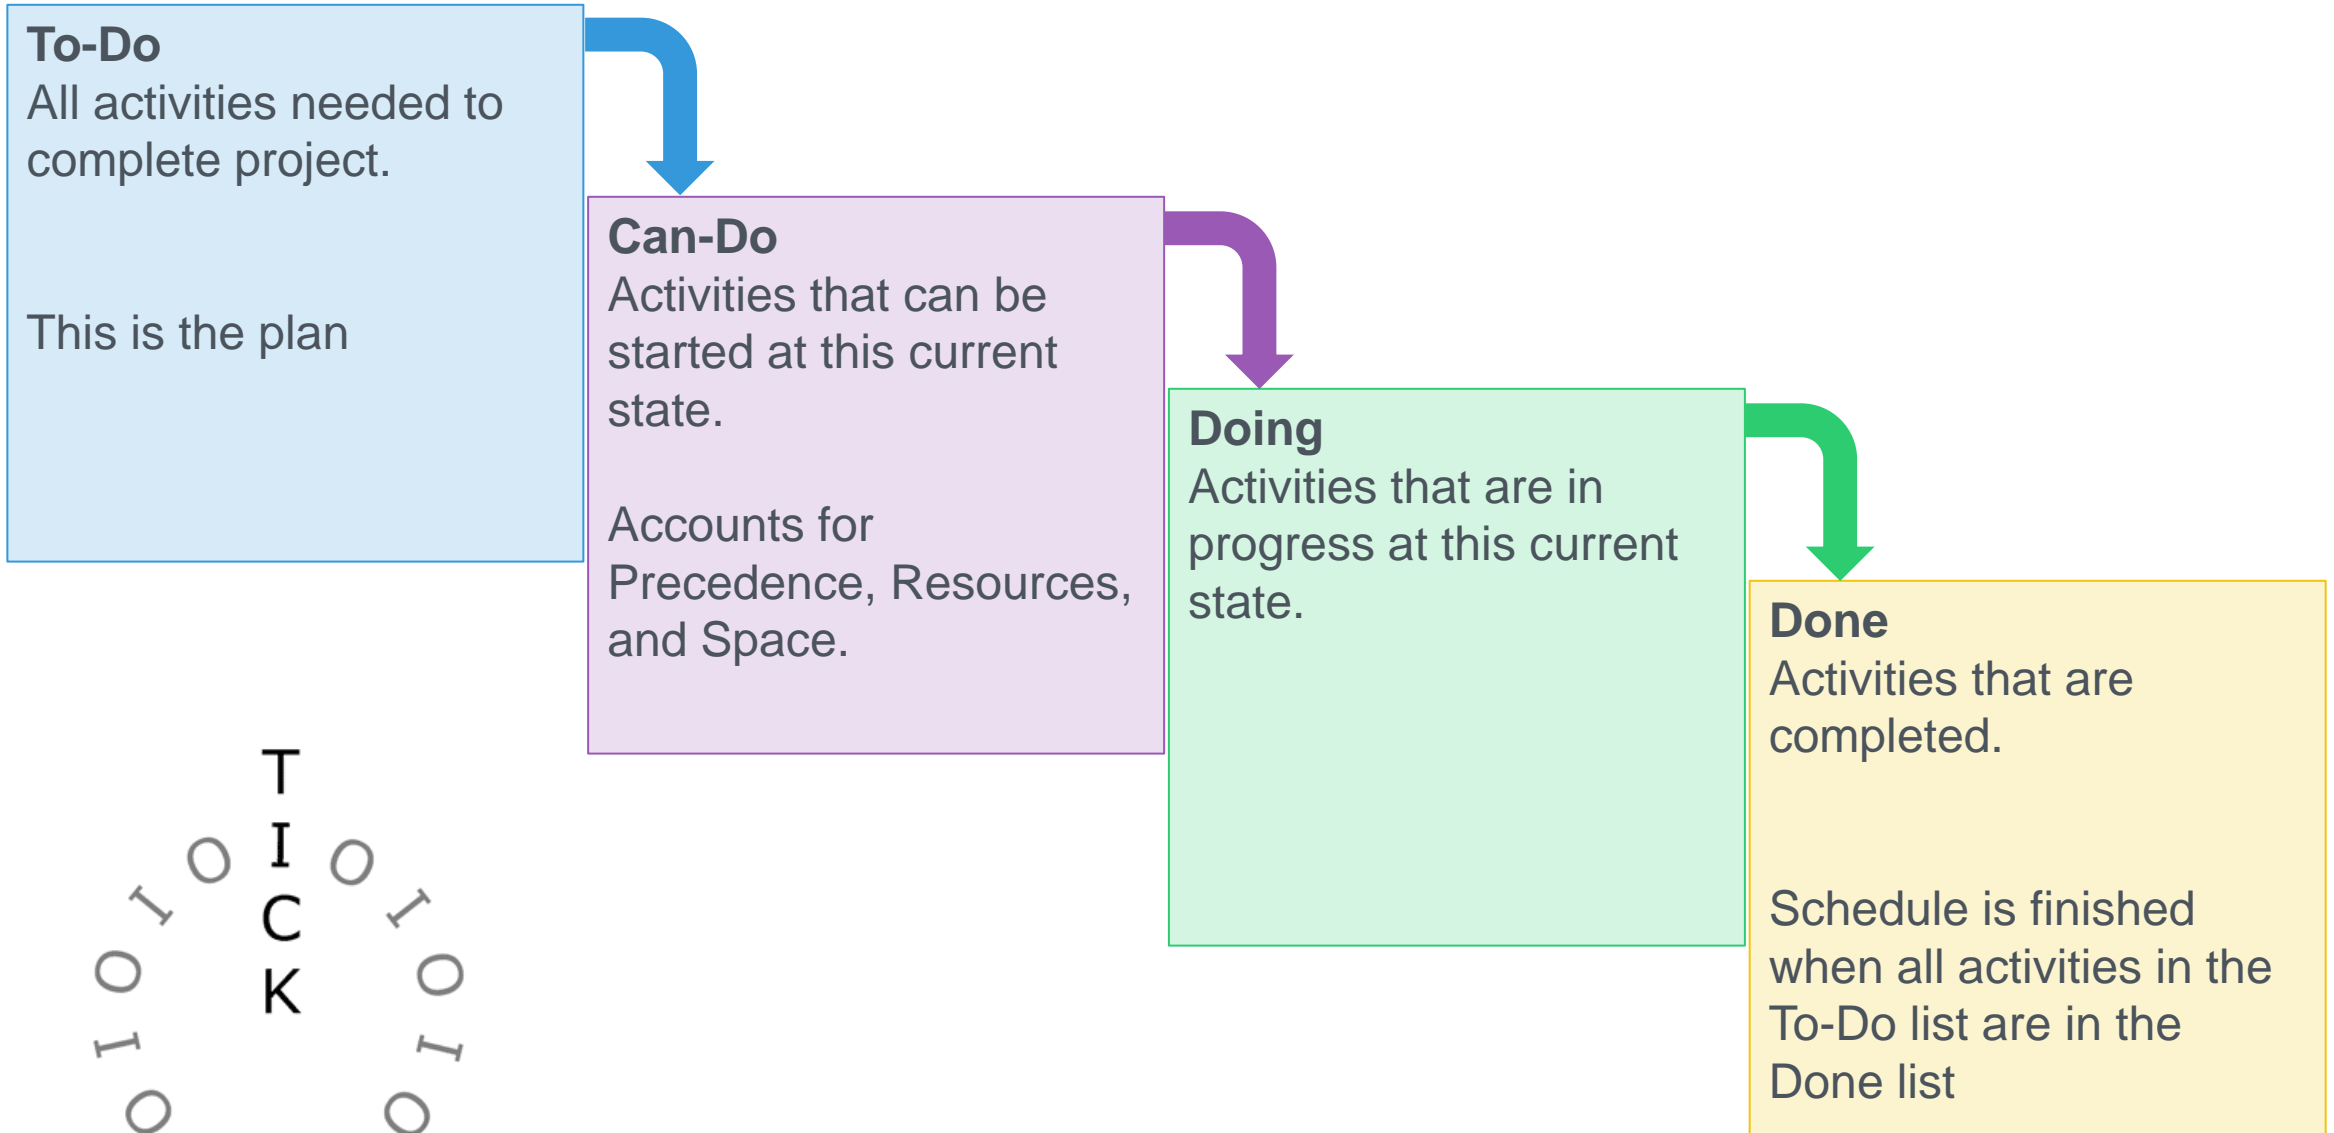 To-Do
All activities needed to
complete project.
This is the plan
Can-Do
Activities that can be
started at this current
state.
Accounts for
Precedence, Resources,
and Space.
Doing
Activities that are in
progress at this current
state.
Done
Activities that are
completed.
Schedule is finished
when all activities in the
To-Do list are in the
Done list
T
I
C
K
O I O I O O I O I O